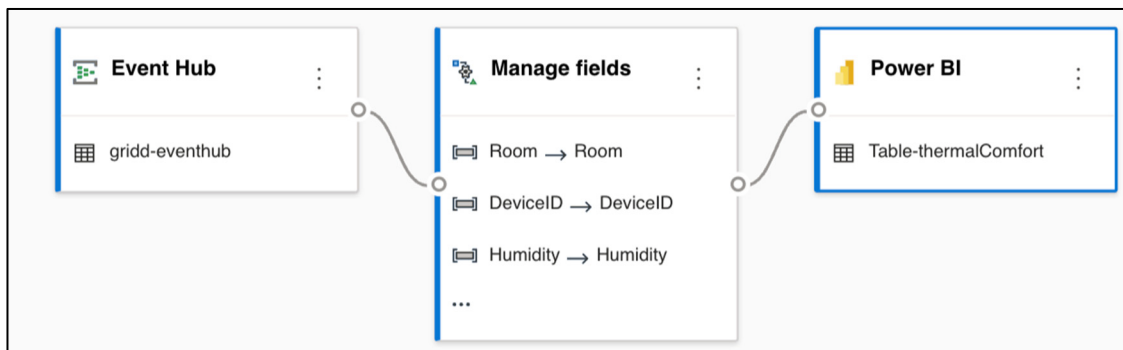 Event Hub
gridd-eventhub
Manage fields
Room → Room
DeviceID → DeviceID
Humidity → Humidity
...
Power BI
Table-thermalComfort